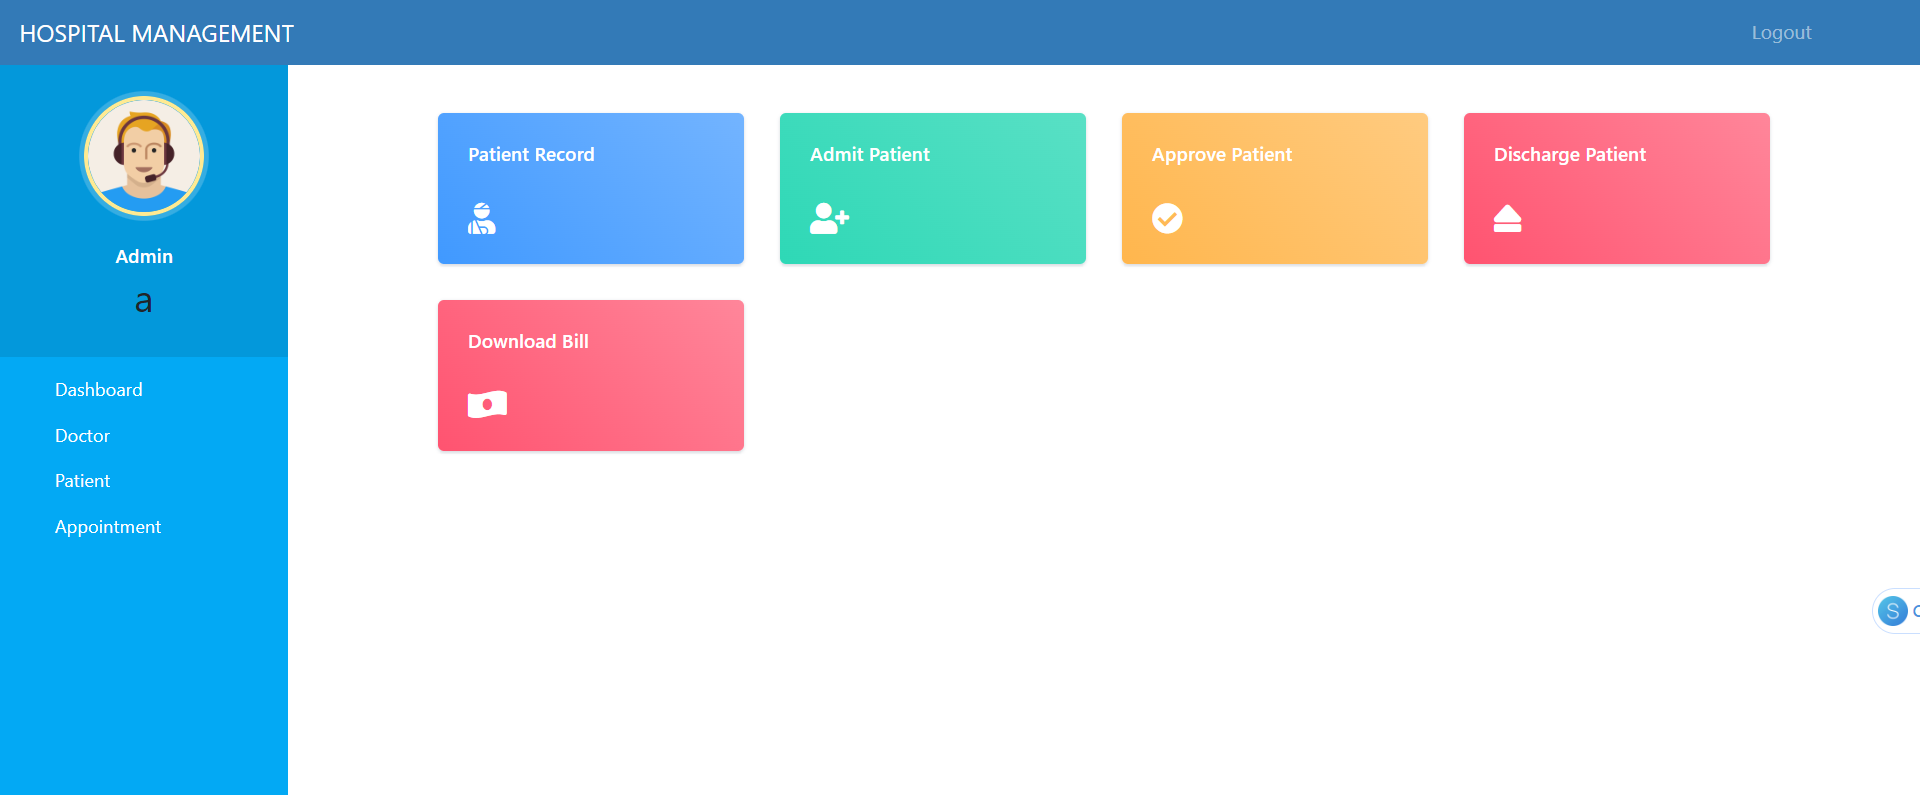 HOSPITAL MANAGEMENT
Logout
Admin
a
Dashboard
Doctor
Patient
Appointment
Patient Record
Admit Patient
Approve Patient
Discharge Patient
Download Bill
S